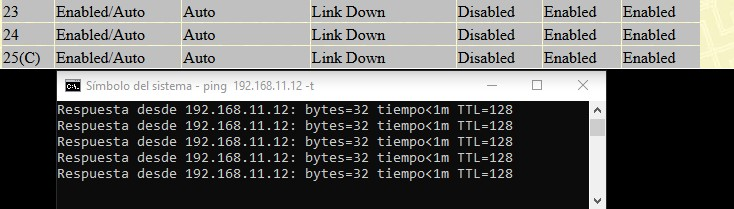 23 Enabled/Auto Auto Link Down Disabled Enabled Enabled
24 Enabled/Auto Auto Link Down Disabled Enabled Enabled
25(C) Enabled/Auto Auto Link Down Disabled Enabled Enabled
Símbolo del sistema - ping 192.168.11.12 -t
Respuesta desde 192.168.11.12: bytes=32 tiempo<1m TTL=128
Respuesta desde 192.168.11.12: bytes=32 tiempo<1m TTL=128
Respuesta desde 192.168.11.12: bytes=32 tiempo<1m TTL=128
Respuesta desde 192.168.11.12: bytes=32 tiempo<1m TTL=128
Respuesta desde 192.168.11.12: bytes=32 tiempo<1m TTL=128